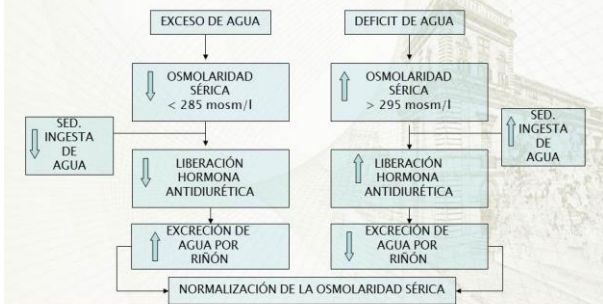 EXCESO DE AGUA
DEFICIT DE AGUA
OSMOLARIDAD
SÉRICA
< 285 mosm/l
OSMOLARIDAD
SÉRICA
> 295 mosm/l
SED.
INGESTA
DE
AGUA
SED.
INGESTA
DE
AGUA
LIBERACIÓN
HORMONA
ANTIDIURÉTICA
LIBERACIÓN
HORMONA
ANTIDIURÉTICA
EXCRECIÓN DE
AGUA POR
RIÑÓN
EXCRECIÓN DE
AGUA POR
RIÑÓN
NORMALIZACIÓN DE LA OSMOLARIDAD SÉRICA